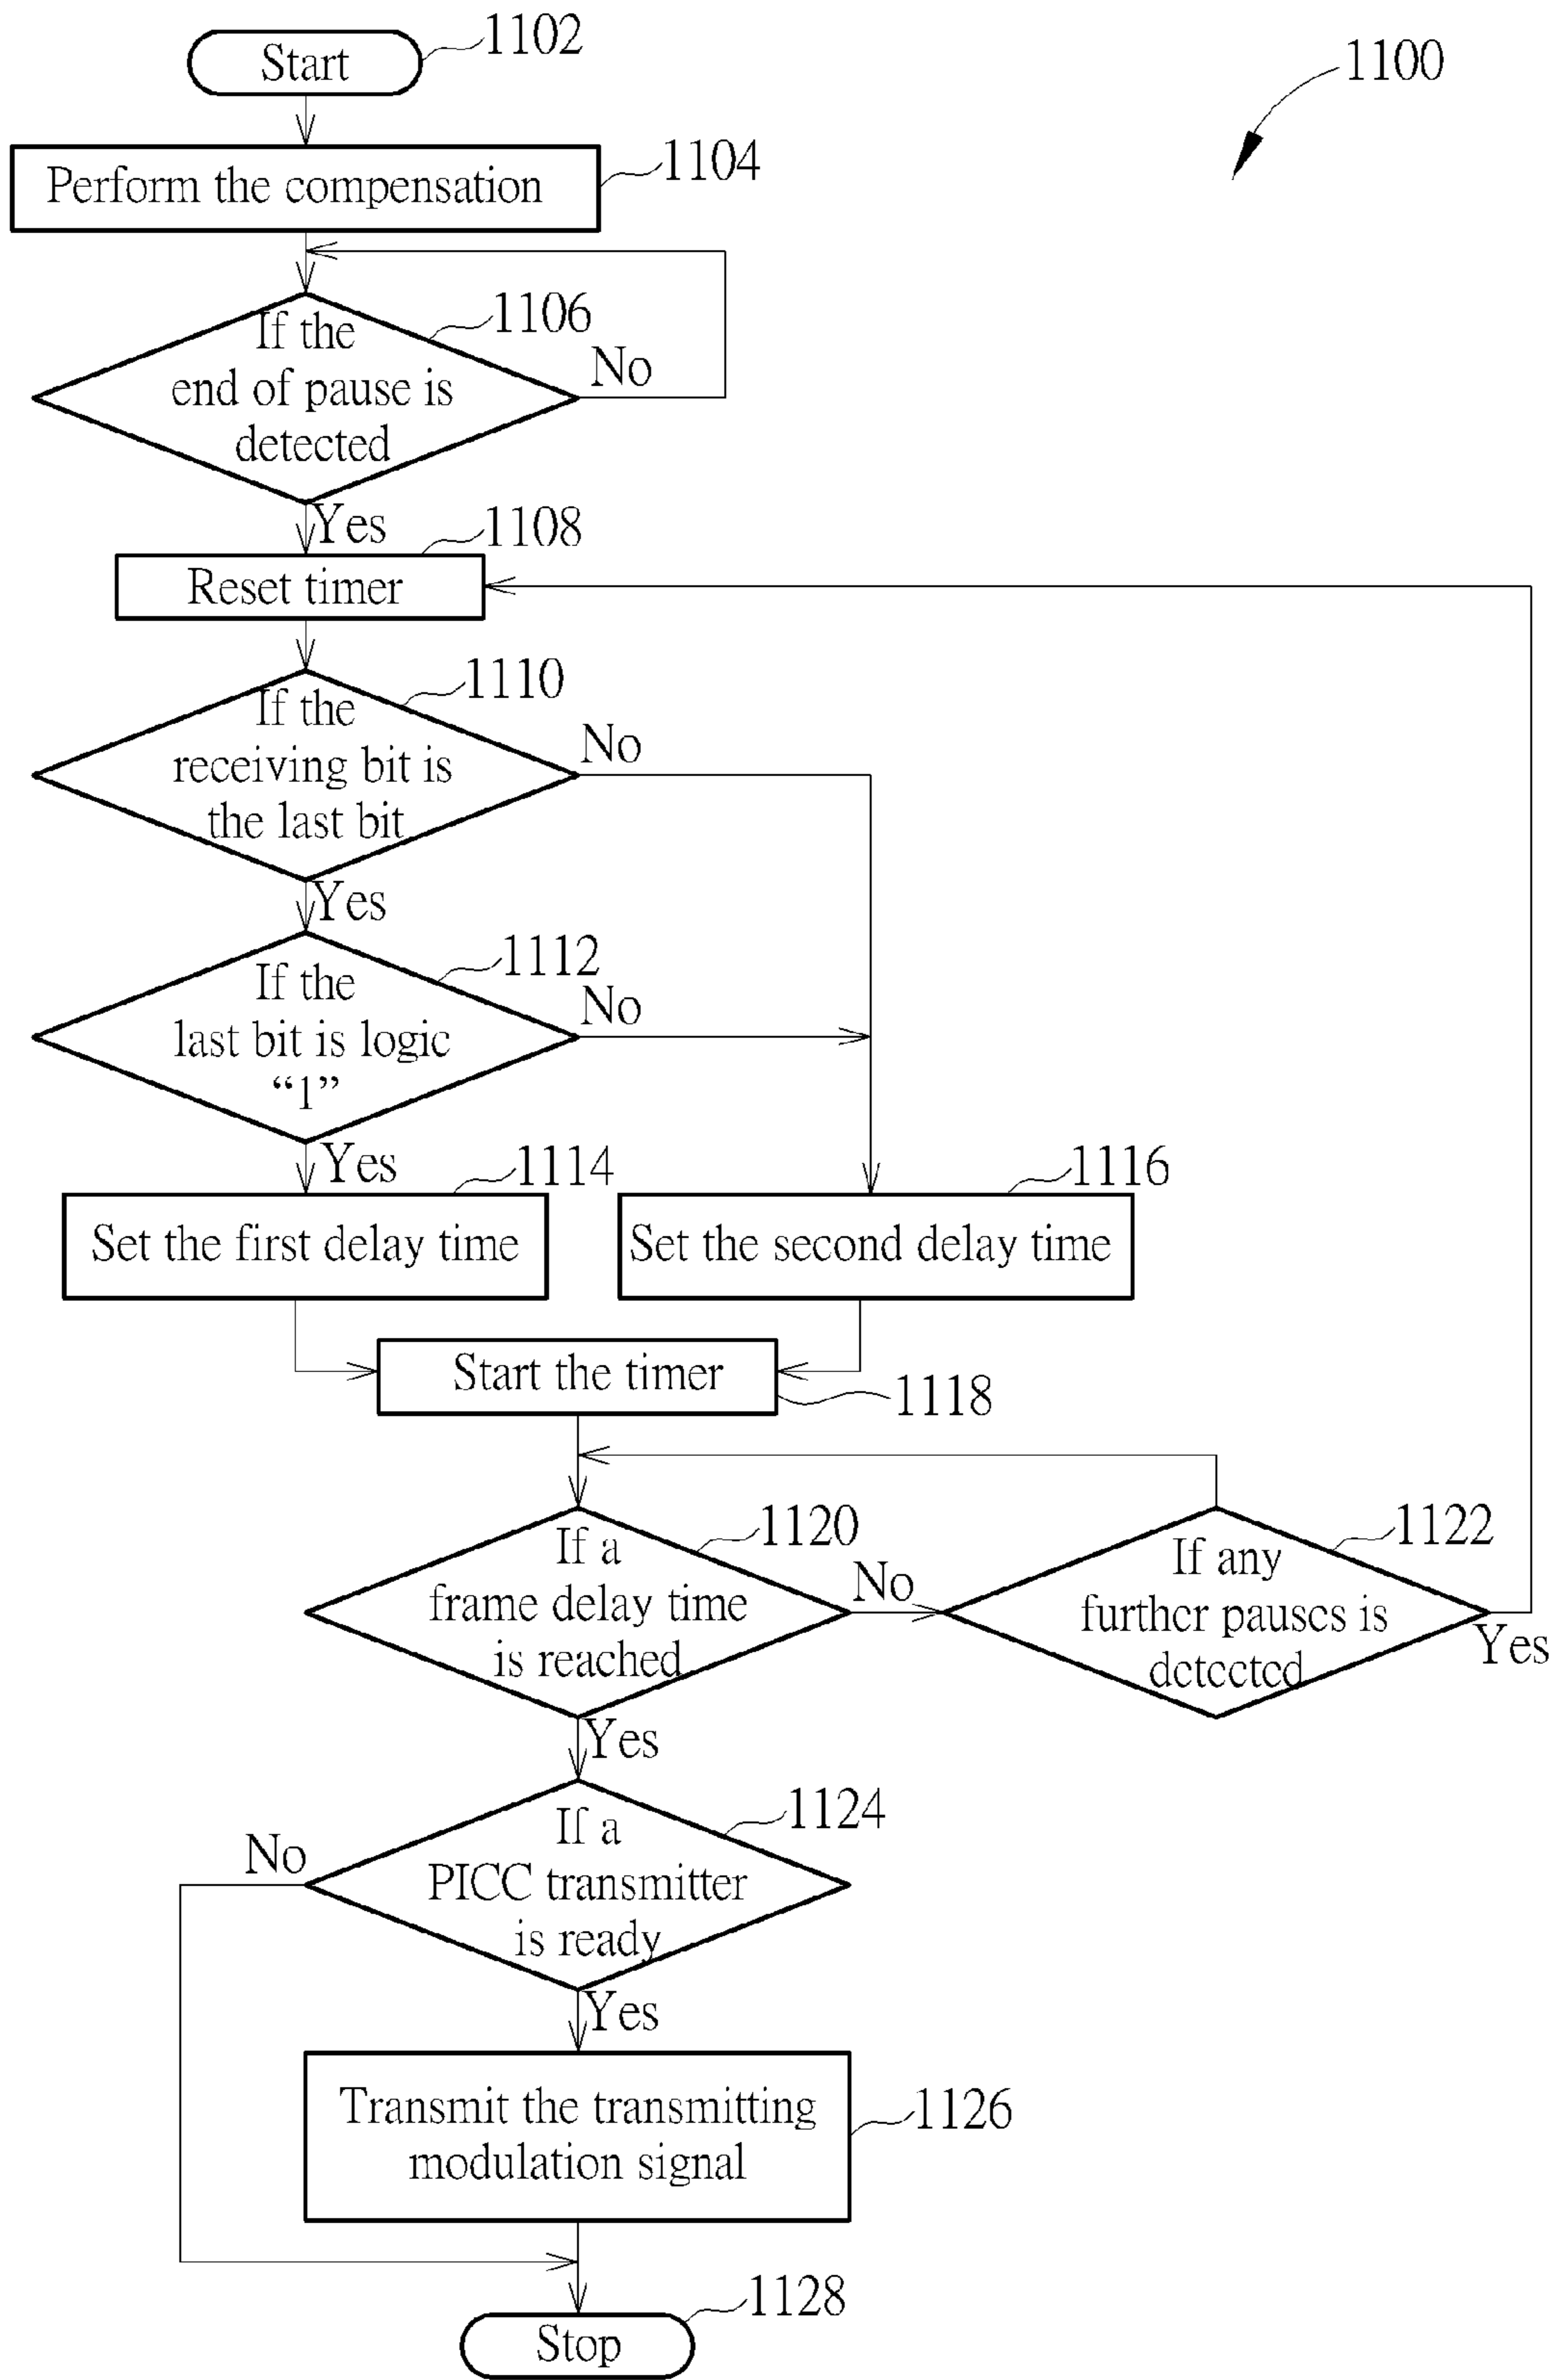 Start
1102
1100
Perform the compensation
1104
If the
end of pause is
detected
1106
No
Yes
Reset timer
1108
If the
receiving bit is
the last bit
1110
No
Yes
If the
last bit is logic
“1”
1112
No
Yes
Set the first delay time
1114
Set the second delay time
1116
Start the timer
1118
If a
frame delay time
is reached
1120
No
If any
further pauses is
detected
1122
Yes
Yes
If a
PICC transmitter
is ready
1124
No
Yes
Transmit the transmitting
modulation signal
1126
Stop
1128